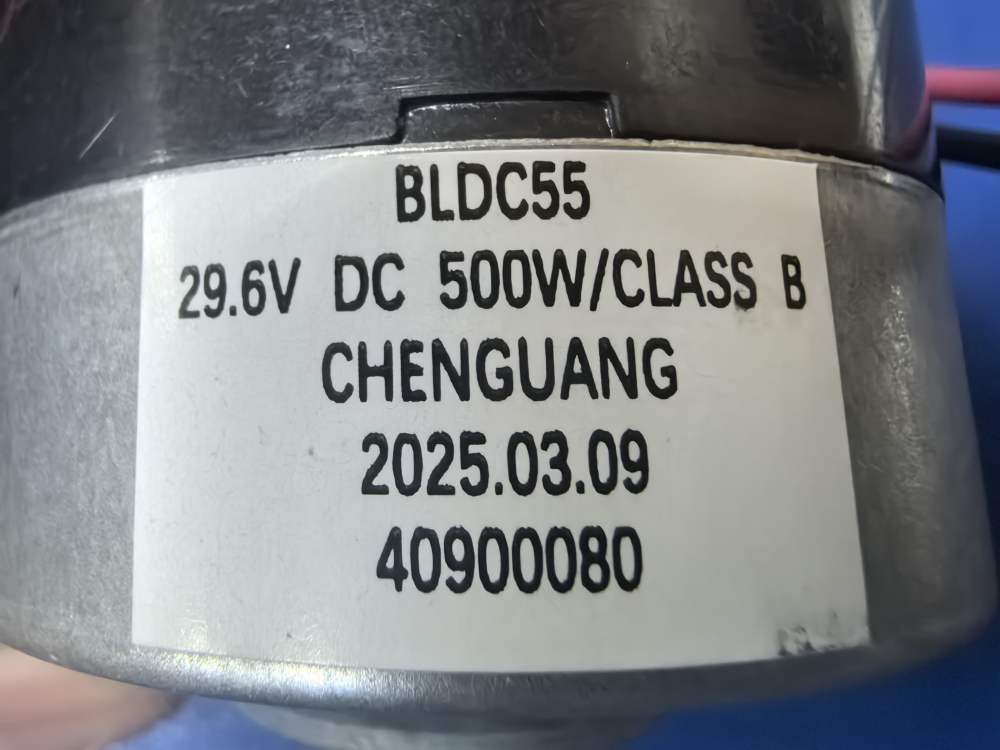 BLDC55
29.6V DC 500W/CLASS B
CHENGUANG
2025.03.09
40900080